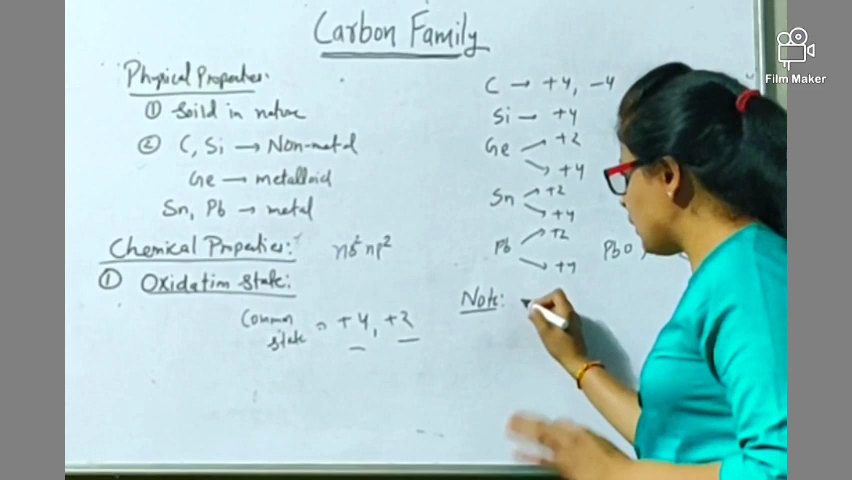 Carbon Family
Physical Properties:
① Soild in nature
② C, Si → Non-metal
Ge → metalloid
Sn, Pb → metal
Chemical Properties: ns² np²
① Oxidation state:
Common state = +4, +2
C → +4, -4
Si → +4
Ge → +2
→ +4
Sn → +2
→ +4
Pb → +2
→ +4
PbO,
Note:
Film Maker